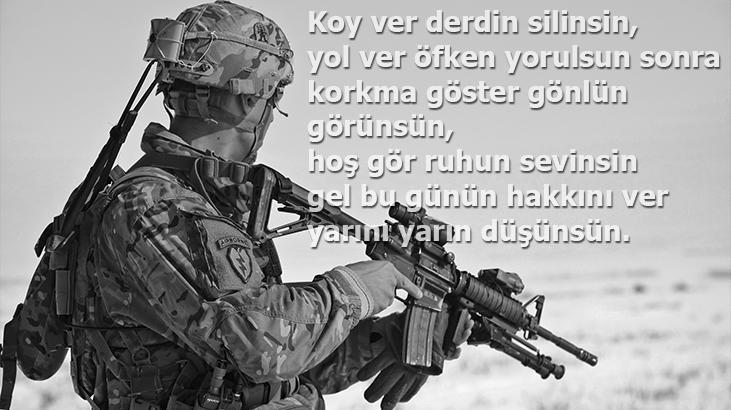 Koy ver derdin silinsin,
yol ver öfken yorulsun sonra
korkma göster gönlün
görünsün,
hoş gör ruhun sevinsin
gel bu günün hakkını ver
yarını yarın düşünsün.
AIRBORNE